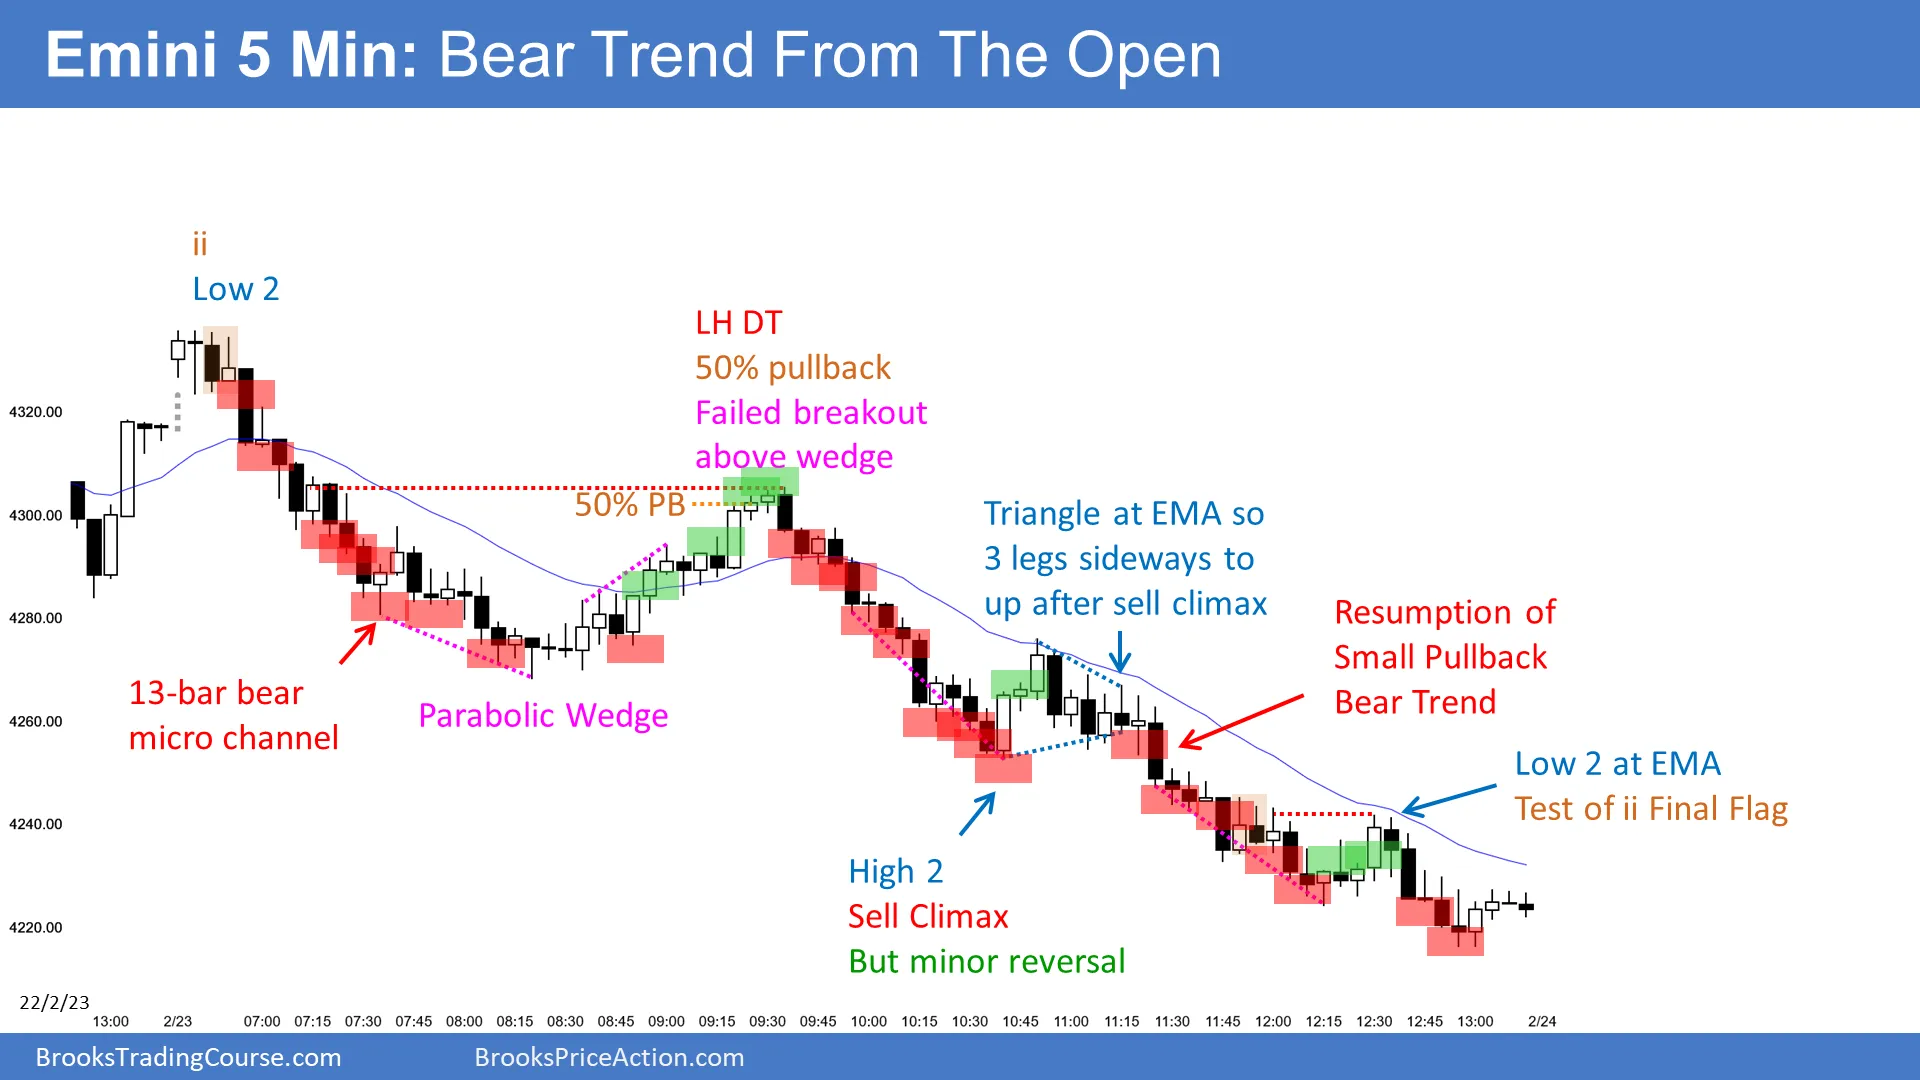 Emini 5 Min: Bear Trend From The Open
ii
Low 2
LH DT
50% pullback
Failed breakout
above wedge
50% PB
Triangle at EMA so
3 legs sideways to
up after sell climax
Resumption of
Small Pullback
Bear Trend
13-bar bear
micro channel
Parabolic Wedge
Low 2 at EMA
Test of ii Final Flag
High 2
Sell Climax
But minor reversal
4320.00
4300.00
4280.00
4260.00
4240.00
4220.00
22/2/23
13:00 2/23 07:00 07:15 07:30 07:45 08:00 08:15 08:30 08:45 09:00 09:15 09:30 09:45 10:00 10:15 10:30 10:45 11:00 11:15 11:30 11:45 12:00 12:15 12:30 12:45 13:00 2/24
BrooksTradingCourse.com BrooksPriceAction.com